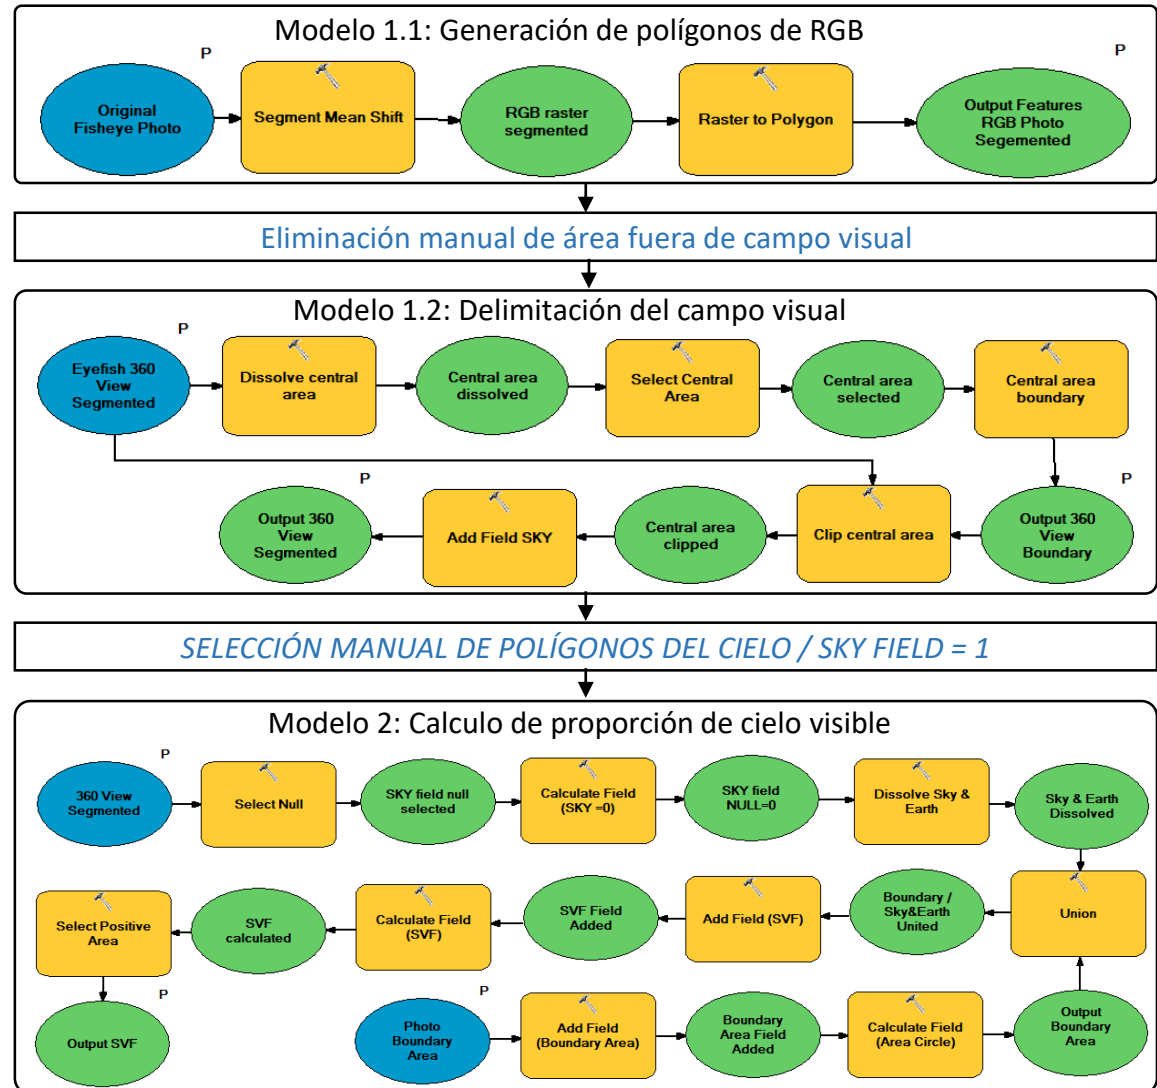 Modelo 1.1: Generación de polígonos de RGB
P
P
Original
Fisheye Photo
Segment Mean Shift
RGB raster
segmented
Raster to Polygon
Output Features
RGB Photo
Segemented
Eliminación manual de área fuera de campo visual
Modelo 1.2: Delimitación del campo visual
P
Eyefish 360
View
Segmented
Dissolve central
area
Central area
dissolved
Select Central
Area
Central area
selected
Central area
boundary
P
P
Output 360
View
Segmented
Add Field SKY
Central area
clipped
Clip central area
Output 360
View
Boundary
SELECCIÓN MANUAL DE POLÍGONOS DEL CIELO / SKY FIELD = 1
Modelo 2: Calculo de proporción de cielo visible
P
360 View
Segmented
Select Null
SKY field null
selected
Calculate Field
(SKY =0)
SKY field
NULL=0
Dissolve Sky &
Earth
Sky & Earth
Dissolved
Select Positive
Area
SVF
calculated
Calculate Field
(SVF)
SVF Field
Added
Add Field (SVF)
Boundary /
Sky&Earth
United
Union
P
P
Output SVF
Photo
Boundary
Area
Add Field
(Boundary Area)
Boundary
Area Field
Added
Calculate Field
(Area Circle)
Output
Boundary
Area